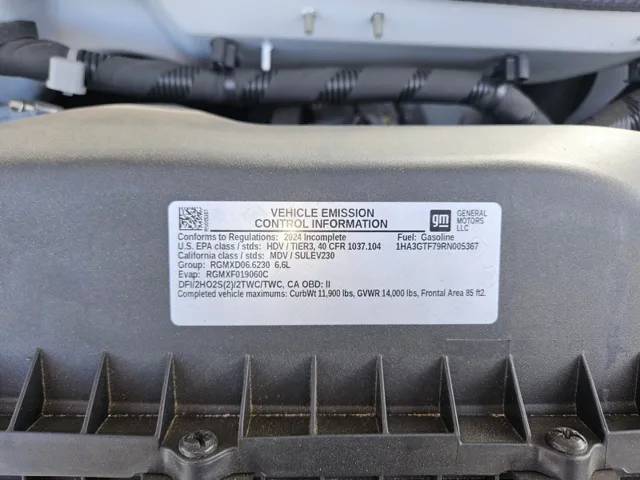 VEHICLE EMISSION
CONTROL INFORMATION
gm
GENERAL
MOTORS
LLC
Conforms to Regulations: 2024 Incomplete Fuel: Gasoline
U.S. EPA class / stds: HDV / TIER3, 40 CFR 1037.104 1HA3GTF79RN005367
California class / stds: MDV / SULEV230
Group: RGMXD06.6230 6.6L
Evap: RGMXF019060C
DFI/2HO2S(2)/2TWC/TWC, CA OBD: II
Completed vehicle maximums: CurbWt 11,900 lbs, GVWR 14,000 lbs, Frontal Area 85 ft2.